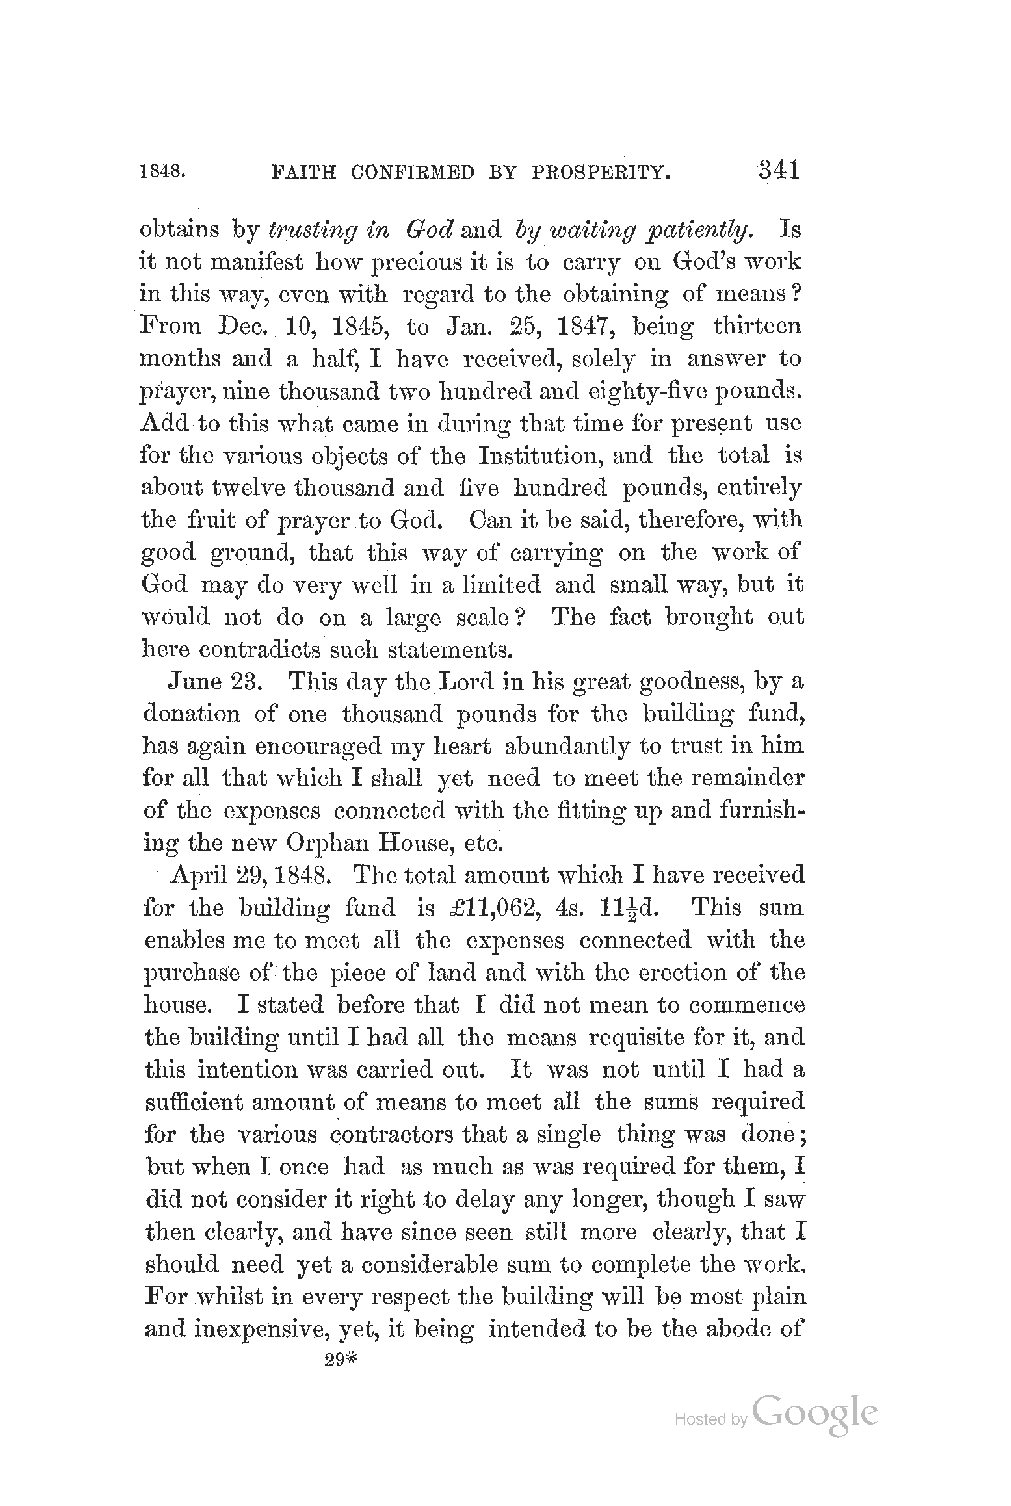 1848. FAITH CONFIRMED BY PROSPERITY. 341
obtains by trusting in God and by waiting patiently. Is
it not manifest how precious it is to carry on God's work
in this way, even with regard to the obtaining of means?
From Dec. 10, 1845, to Jan. 25, 1847, being thirteen
months and a half, I have received, solely in answer to
prayer, nine thousand two hundred and eighty-five pounds.
Add to this what came in during that time for present use
for the various objects of the Institution, and the total is
about twelve thousand and five hundred pounds, entirely
the fruit of prayer to God. Can it be said, therefore, with
good ground, that this way of carrying on the work of
God may do very well in a limited and small way, but it
would not do on a large scale? The fact brought out
here contradicts such statements.
June 23. This day the Lord in his great goodness, by a
donation of one thousand pounds for the building fund,
has again encouraged my heart abundantly to trust in him
for all that which I shall yet need to meet the remainder
of the expenses connected with the fitting up and furnish-
ing the new Orphan House, etc.
April 29, 1848. The total amount which I have received
for the building fund is £11,062, 4s. 11½d. This sum
enables me to meet all the expenses connected with the
purchase of the piece of land and with the erection of the
house. I stated before that I did not mean to commence
the building until I had all the means requisite for it, and
this intention was carried out. It was not until I had a
sufficient amount of means to meet all the sums required
for the various contractors that a single thing was done;
but when I once had as much as was required for them, I
did not consider it right to delay any longer, though I saw
then clearly, and have since seen still more clearly, that I
should need yet a considerable sum to complete the work.
For whilst in every respect the building will be most plain
and inexpensive, yet, it being intended to be the abode of
29*
Hosted by Google